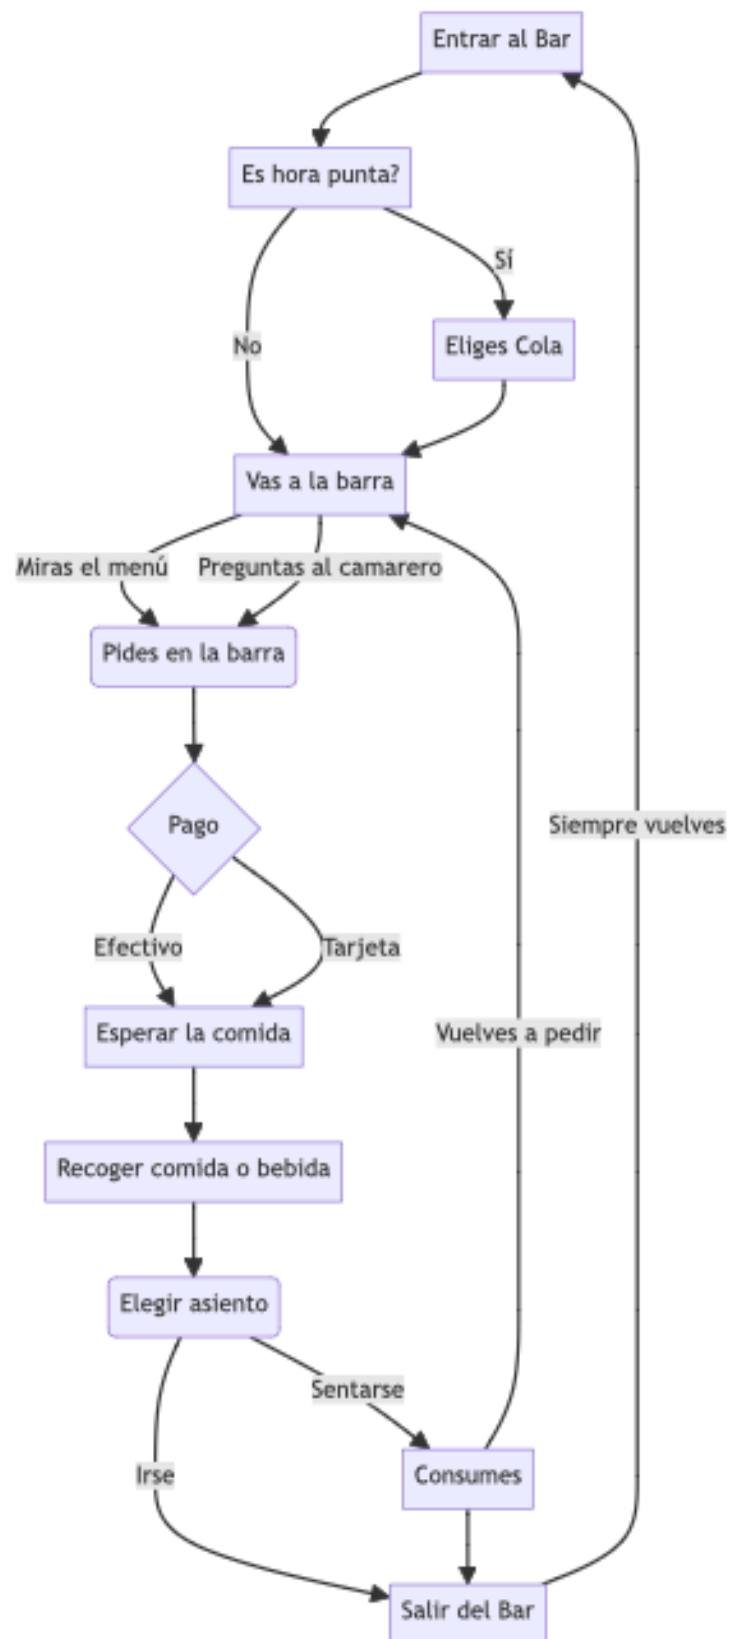 Entrar al Bar
Es hora punta?
Sí
No
Eliges Cola
Vas a la barra
Miras el menú
Preguntas al camarero
Pides en la barra
Pago
Siempre vuelves
Efectivo
Tarjeta
Esperar la comida
Vuelves a pedir
Recoger comida o bebida
Elegir asiento
Sentarse
Irse
Consumes
Salir del Bar